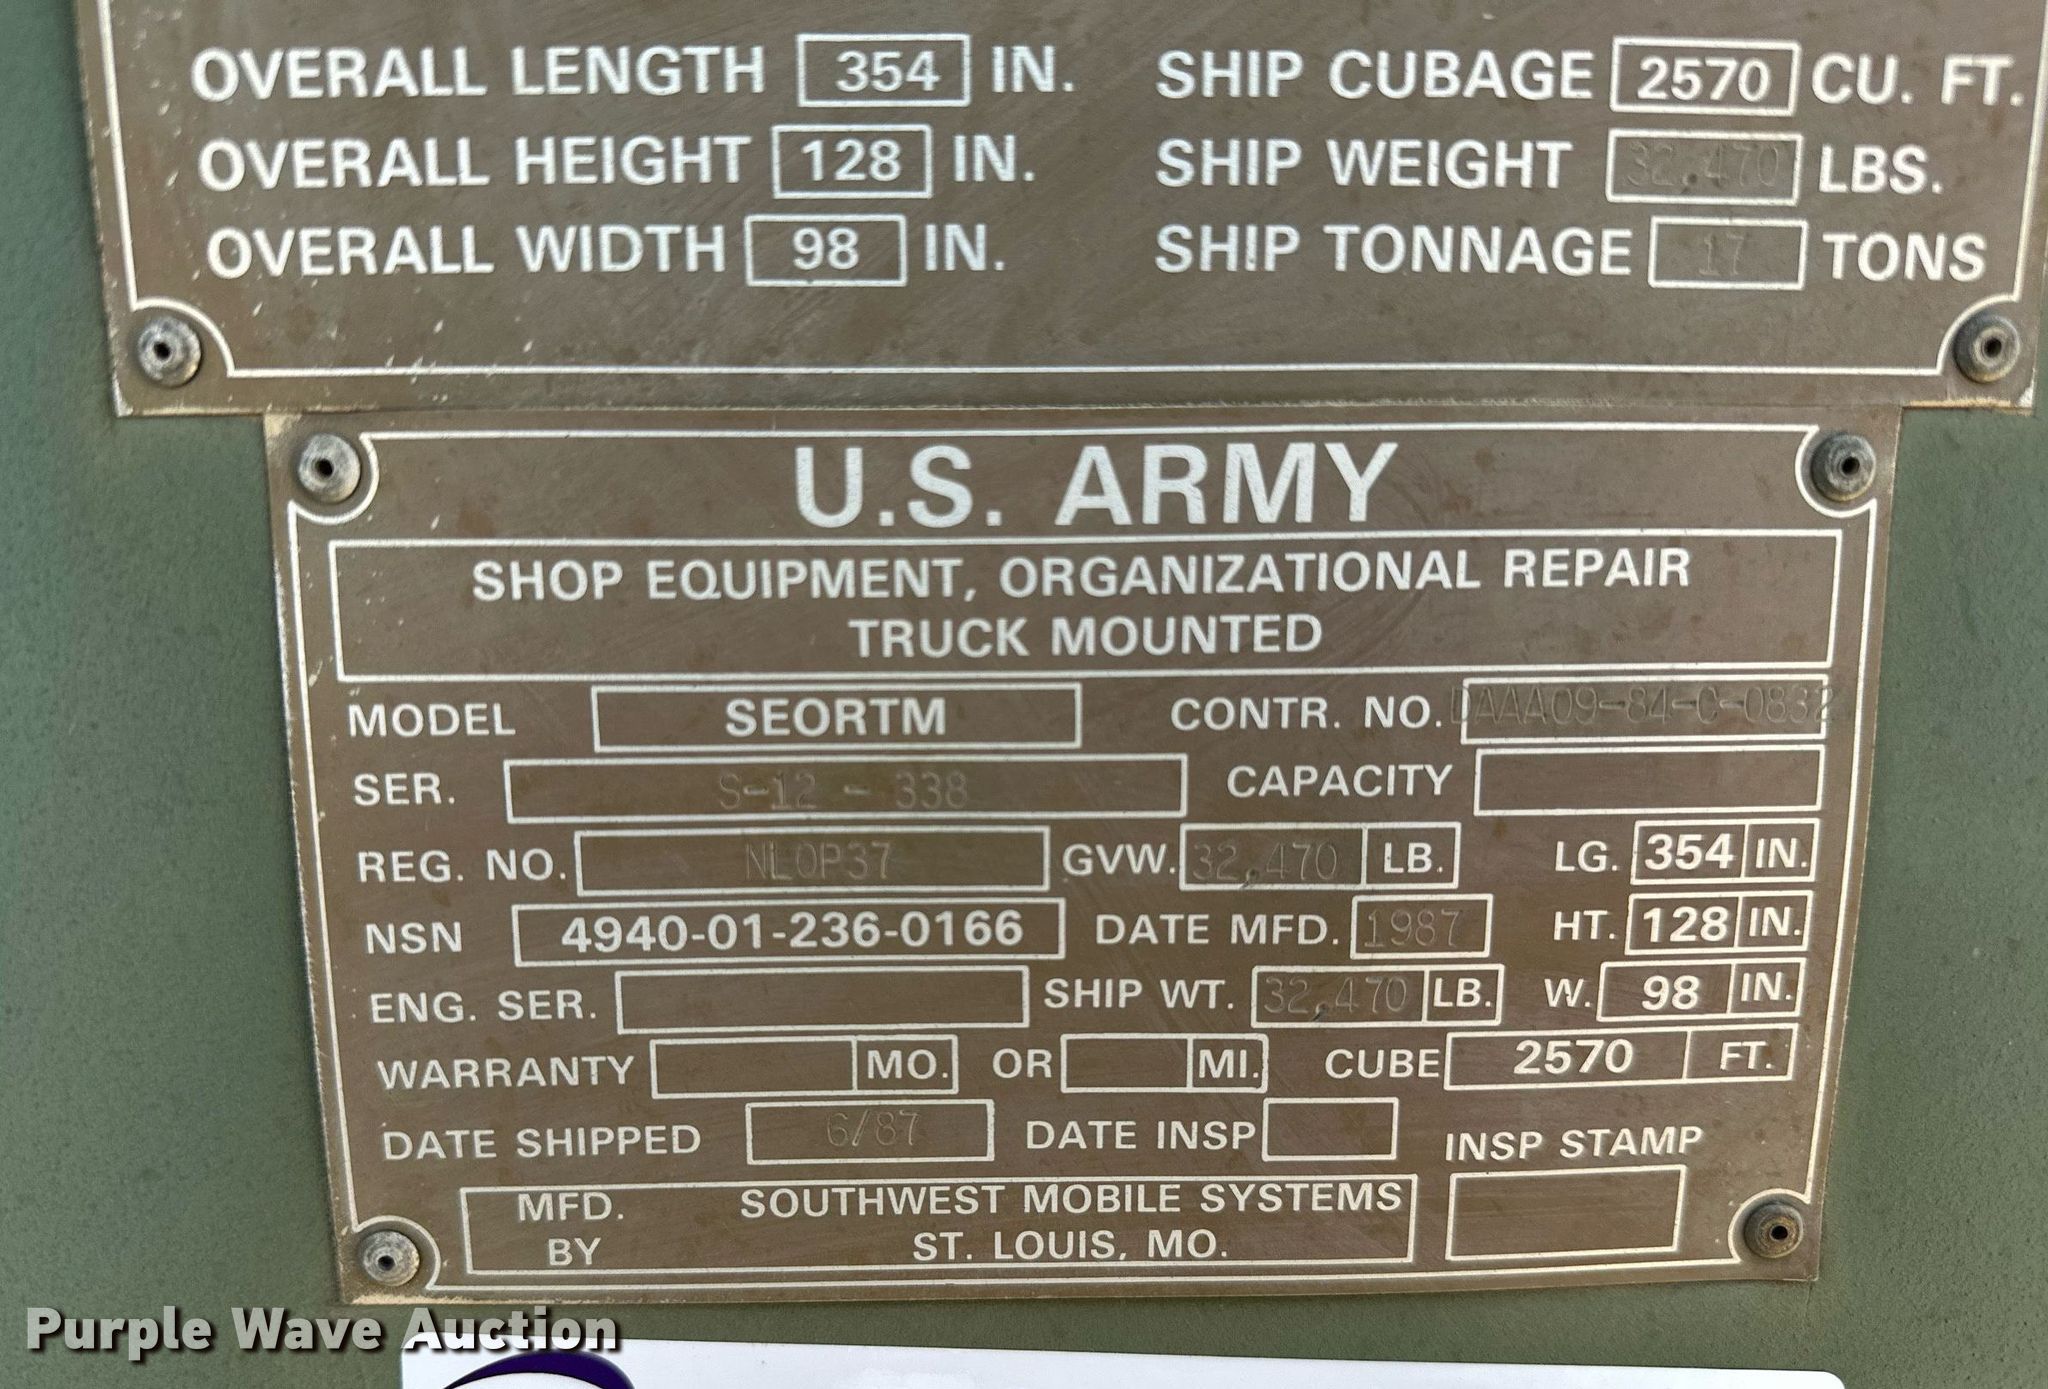 OVERALL LENGTH 354 IN. SHIP CUBAGE 2570 CU. FT.
OVERALL HEIGHT 128 IN. SHIP WEIGHT 32,470 LBS.
OVERALL WIDTH 98 IN. SHIP TONNAGE 17 TONS
U.S. ARMY
SHOP EQUIPMENT, ORGANIZATIONAL REPAIR
TRUCK MOUNTED
MODEL SEORTM CONTR. NO. DAAA09-84-C-0832
SER. S-12 - 338 CAPACITY
REG. NO. NL0P37 GVW. 32,470 LB. LG. 354 IN.
NSN 4940-01-236-0166 DATE MFD. 1987 HT. 128 IN.
ENG. SER. SHIP WT. 32,470 LB. W. 98 IN.
WARRANTY MO. OR MI. CUBE 2570 FT.
DATE SHIPPED 6/87 DATE INSP INSP STAMP
MFD. BY SOUTHWEST MOBILE SYSTEMS
ST. LOUIS, MO.
Purple Wave Auction